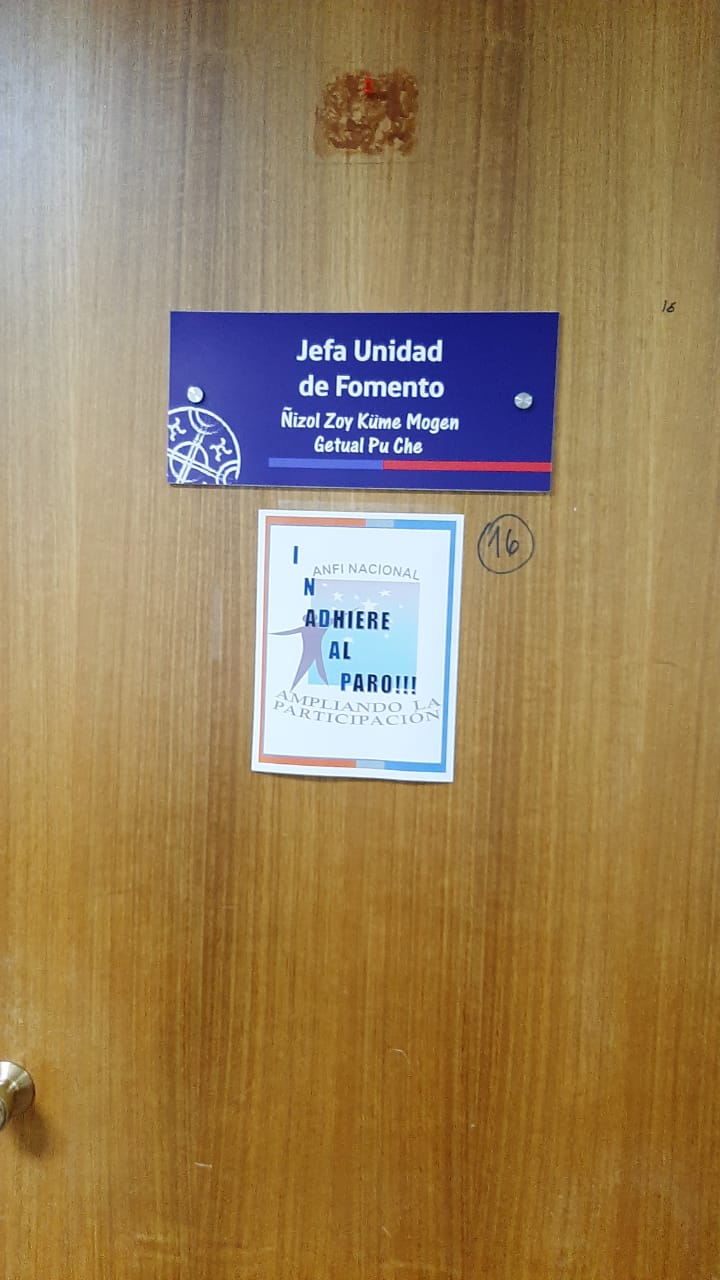 16
Jefa Unidad
de Fomento
Ñizol Zoy Küme Mogen
Getual Pu Che
16
ANFI NACIONAL
I
N
ADHIERE
AL
PARO!!!
AMPLIANDO LA
PARTICIPACIÓN